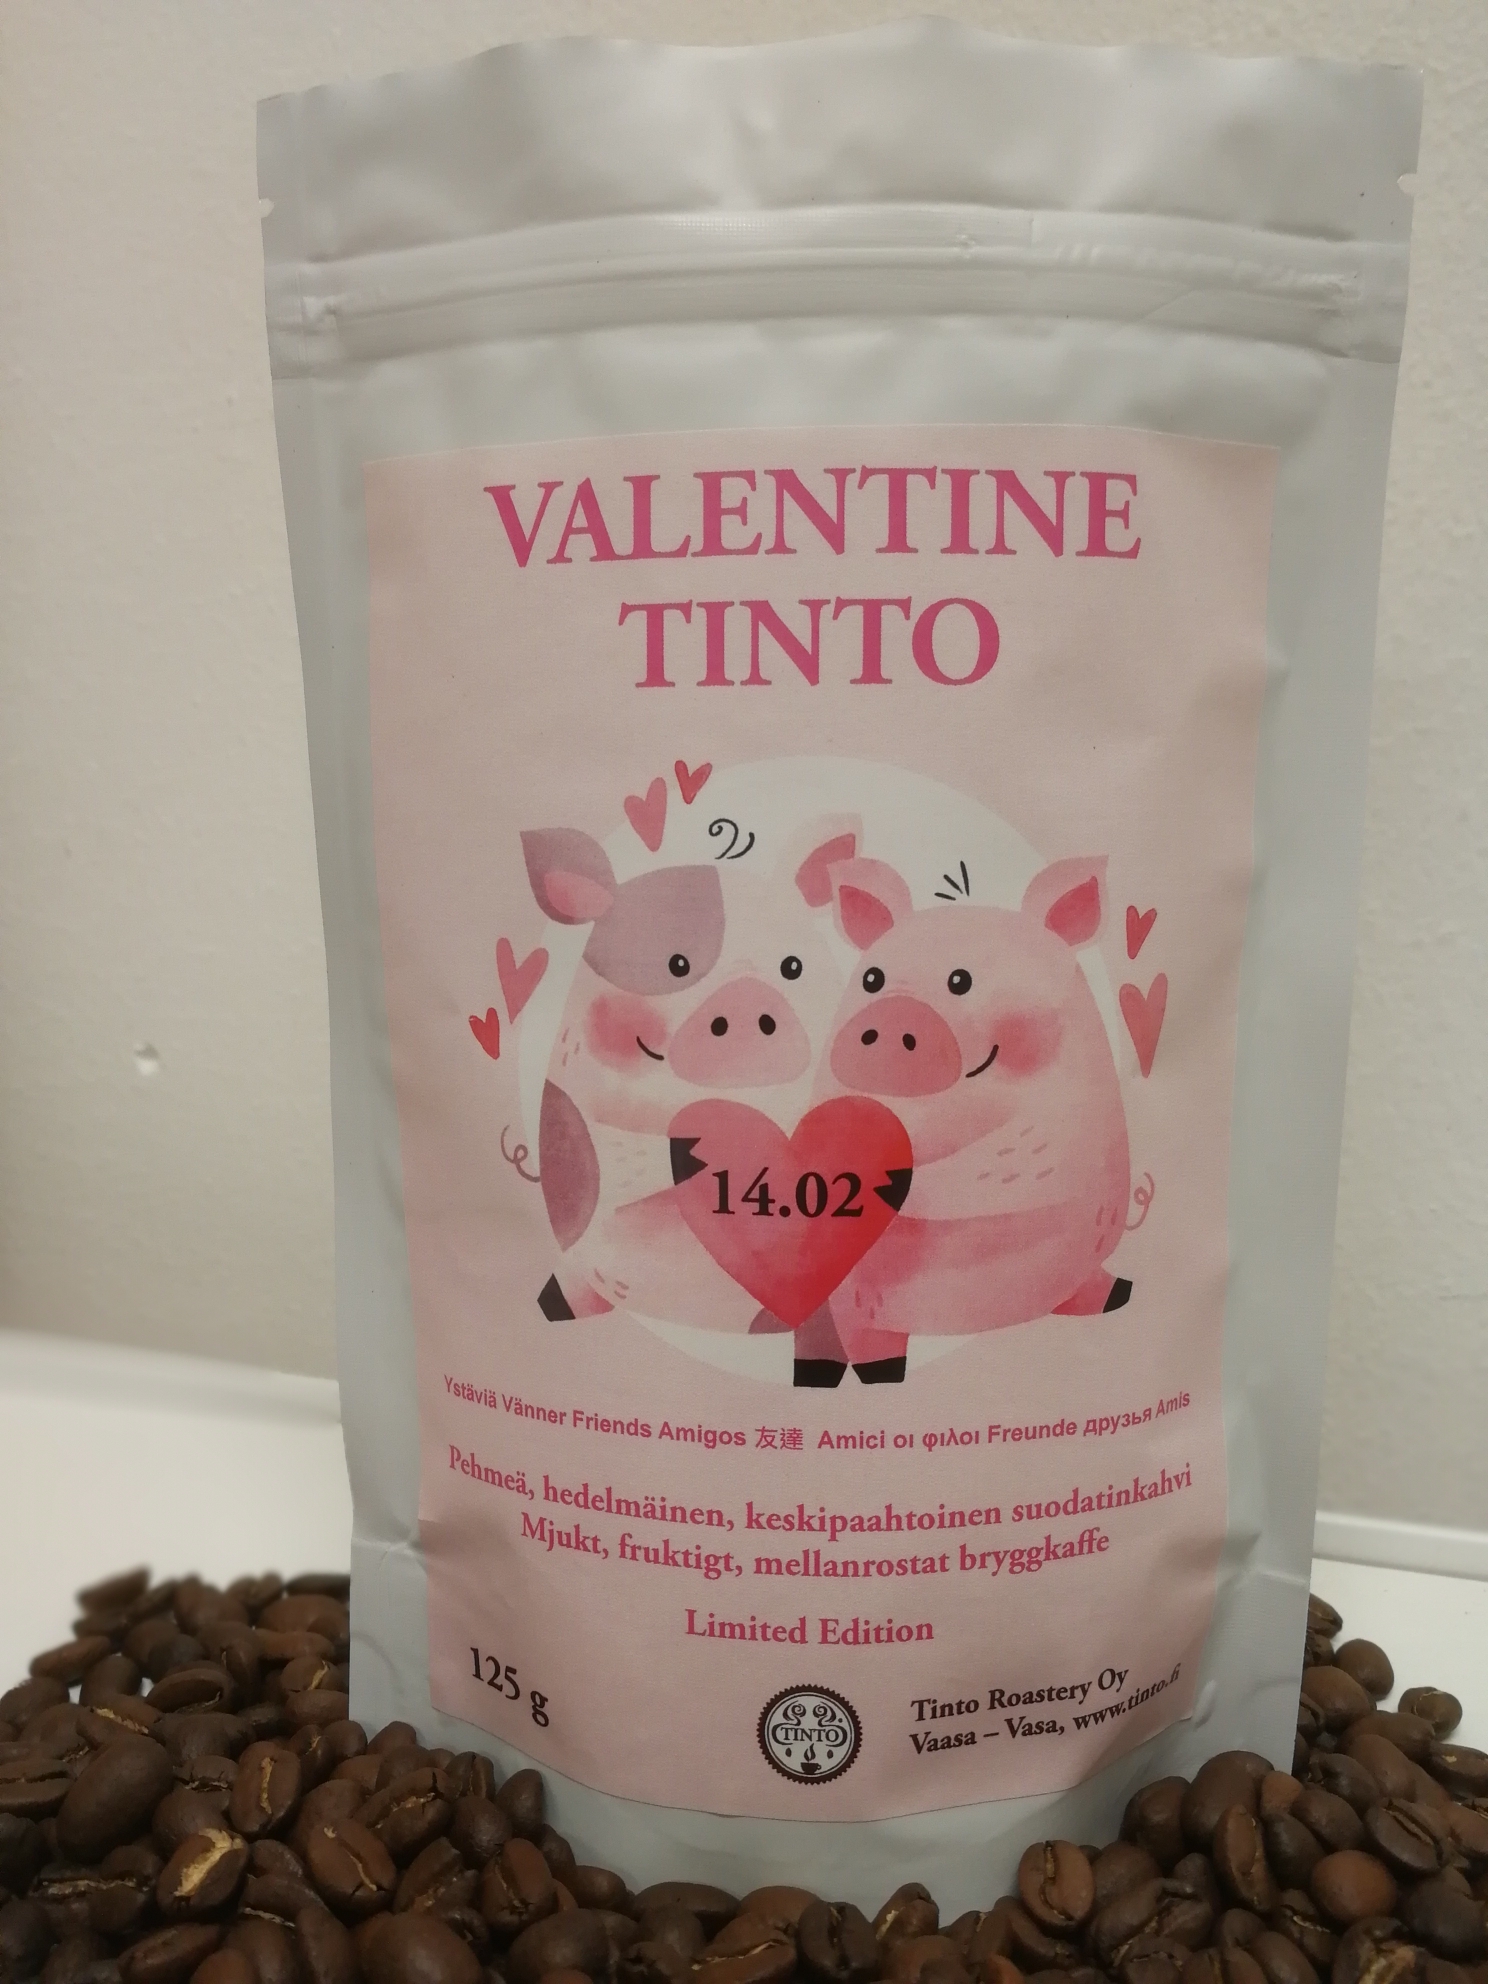 VALENTINE
TINTO
14.02
Ystäviä Vänner Friends Amigos 友達 Amici οι φιλοι Freunde друзья Amis
Pehmeä, hedelmäinen, keskipaahtoinen suodatinkahvi
Mjukt, fruktigt, mellanrostat bryggkaffe
Limited Edition
125 g
TINTO
Tinto Roastery Oy
Vaasa – Vasa, www.tinto.fi